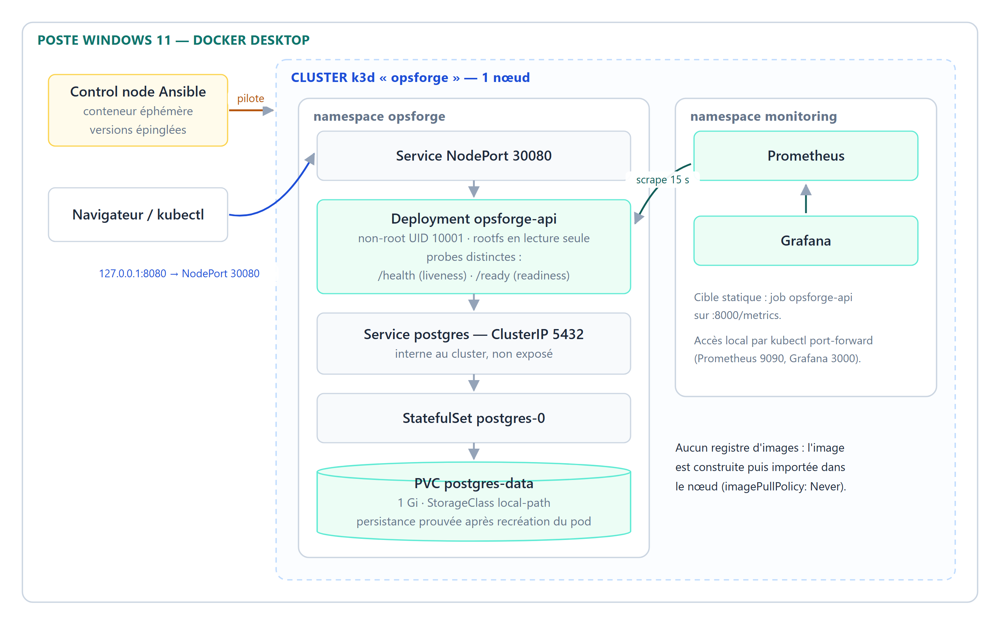 POSTE WINDOWS 11 — DOCKER DESKTOP
Control node Ansible
conteneur éphémère
versions épinglées
pilote
Navigateur / kubectl
127.0.0.1:8080 → NodePort 30080
CLUSTER k3d « opsforge » — 1 nœud
namespace opsforge
Service NodePort 30080
Deployment opsforge-api
non-root UID 10001 · rootfs en lecture seule
probes distinctes :
/health (liveness) · /ready (readiness)
Service postgres — ClusterIP 5432
interne au cluster, non exposé
StatefulSet postgres-0
PVC postgres-data
1 Gi · StorageClass local-path
persistance prouvée après recréation du pod
scrape 15 s
namespace monitoring
Prometheus
Grafana
Cible statique : job opsforge-api
sur :8000/metrics.
Accès local par kubectl port-forward
(Prometheus 9090, Grafana 3000).
Aucun registre d'images : l'image
est construite puis importée dans
le nœud (imagePullPolicy: Never).